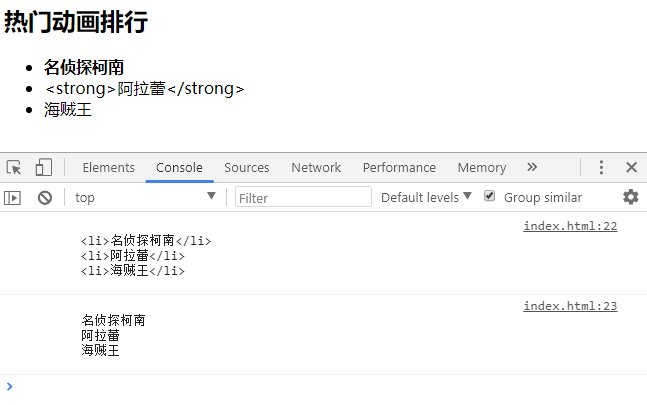 热门动画排行
名侦探柯南
<strong>阿拉蕾</strong>
海贼王
Elements Console Sources Network Performance Memory »
top Filter Default levels Group similar
index.html:22
<li>名侦探柯南</li>
<li>阿拉蕾</li>
<li>海贼王</li>
index.html:23
名侦探柯南
阿拉蕾
海贼王
>